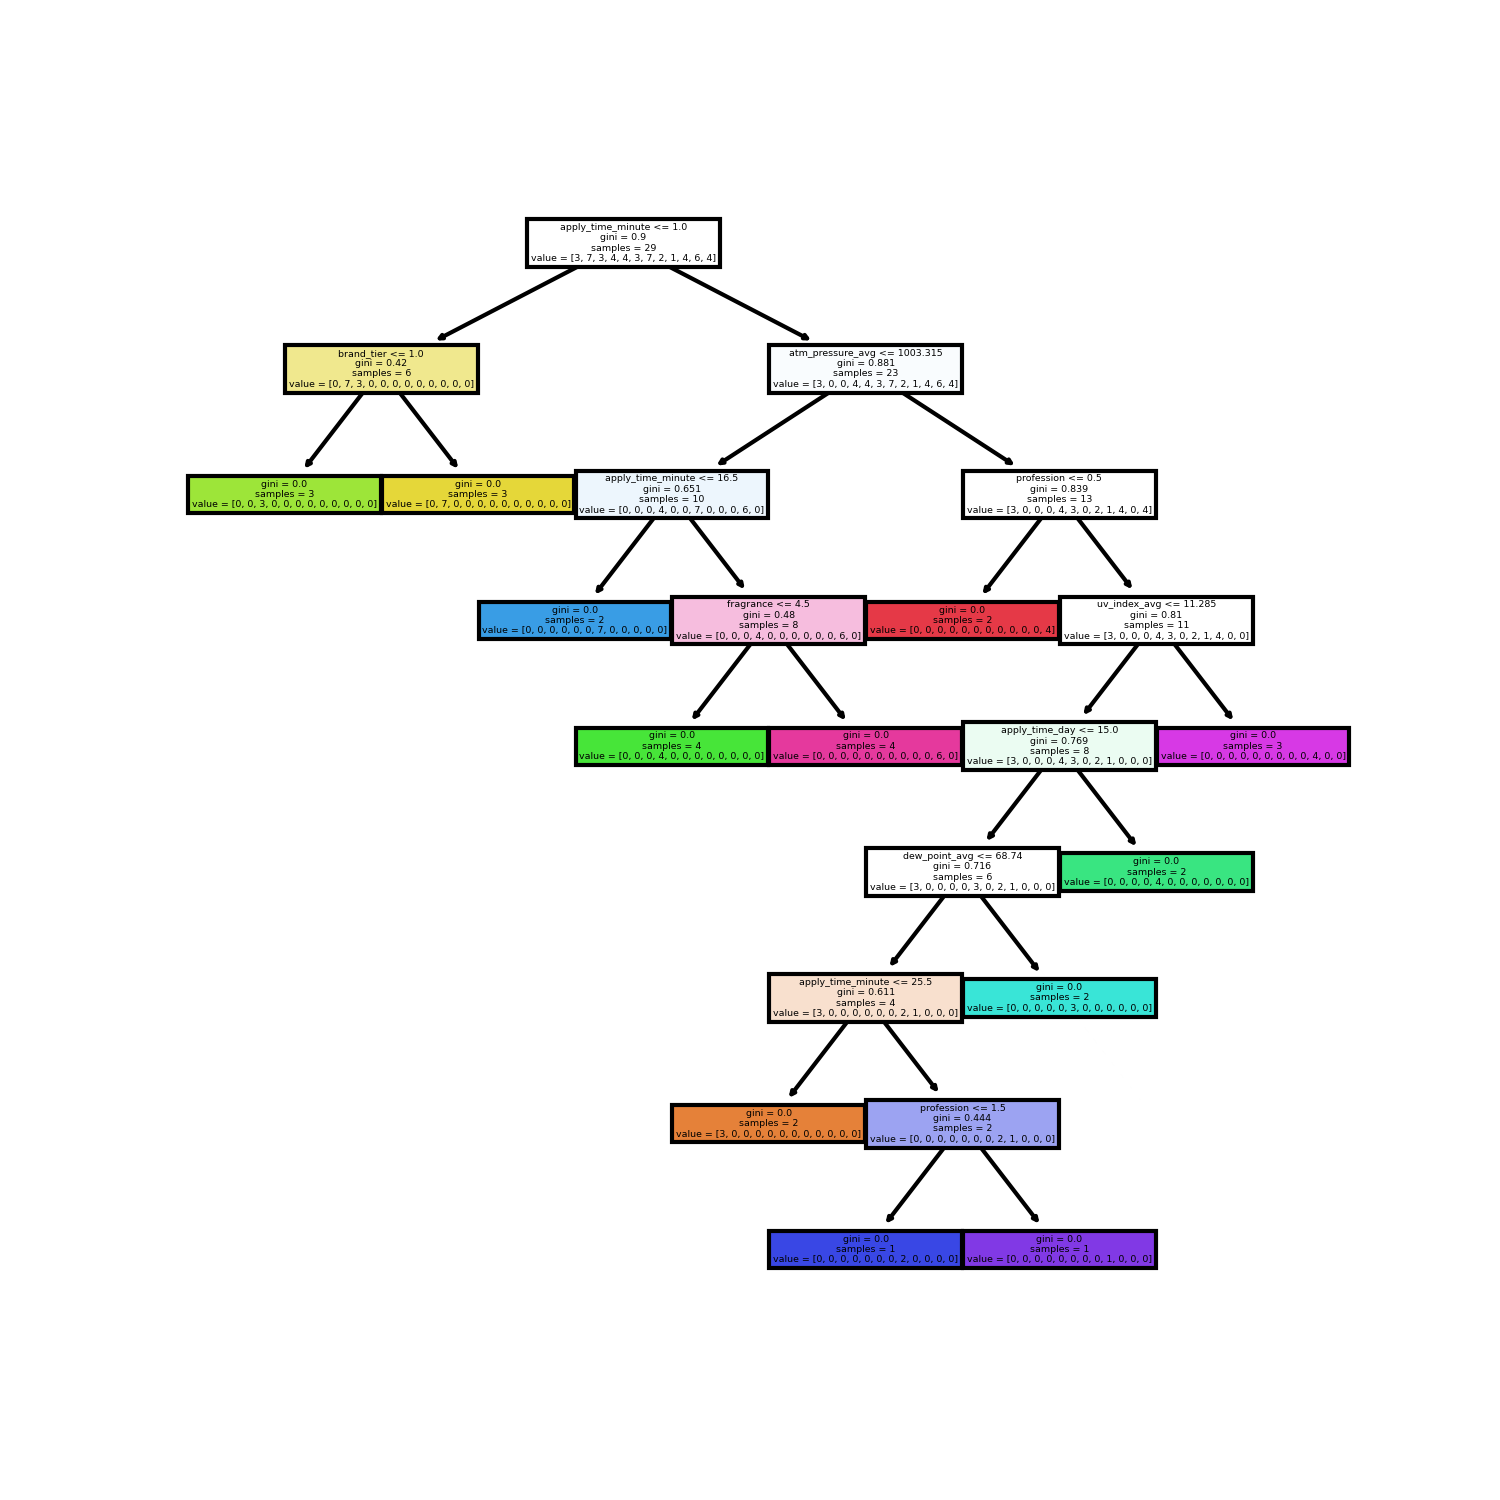 apply_time_minute <= 1.0
gini = 0.9
samples = 29
value = [3, 7, 3, 4, 4, 3, 7, 2, 1, 4, 6, 4]
brand_tier <= 1.0
gini = 0.42
samples = 6
value = [0, 7, 3, 0, 0, 0, 0, 0, 0, 0, 0, 0]
atm_pressure_avg <= 1003.315
gini = 0.881
samples = 23
value = [3, 0, 0, 4, 4, 3, 7, 2, 1, 4, 6, 4]
gini = 0.0
samples = 3
value = [0, 0, 3, 0, 0, 0, 0, 0, 0, 0, 0, 0]
gini = 0.0
samples = 3
value = [0, 7, 0, 0, 0, 0, 0, 0, 0, 0, 0, 0]
apply_time_minute <= 16.5
gini = 0.651
samples = 10
value = [0, 0, 0, 4, 0, 0, 7, 0, 0, 0, 6, 0]
profession <= 0.5
gini = 0.839
samples = 13
value = [3, 0, 0, 0, 4, 3, 0, 2, 1, 4, 0, 4]
gini = 0.0
samples = 2
value = [0, 0, 0, 0, 0, 0, 7, 0, 0, 0, 0, 0]
fragrance <= 4.5
gini = 0.48
samples = 8
value = [0, 0, 0, 4, 0, 0, 0, 0, 0, 0, 6, 0]
gini = 0.0
samples = 2
value = [0, 0, 0, 0, 0, 0, 0, 0, 0, 0, 0, 4]
uv_index_avg <= 11.285
gini = 0.81
samples = 11
value = [3, 0, 0, 0, 4, 3, 0, 2, 1, 4, 0, 0]
gini = 0.0
samples = 4
value = [0, 0, 0, 4, 0, 0, 0, 0, 0, 0, 0, 0]
gini = 0.0
samples = 4
value = [0, 0, 0, 0, 0, 0, 0, 0, 0, 0, 6, 0]
apply_time_day <= 15.0
gini = 0.769
samples = 8
value = [3, 0, 0, 0, 4, 3, 0, 2, 1, 0, 0, 0]
gini = 0.0
samples = 3
value = [0, 0, 0, 0, 0, 0, 0, 0, 0, 4, 0, 0]
dew_point_avg <= 68.74
gini = 0.716
samples = 6
value = [3, 0, 0, 0, 0, 3, 0, 2, 1, 0, 0, 0]
gini = 0.0
samples = 2
value = [0, 0, 0, 0, 4, 0, 0, 0, 0, 0, 0, 0]
apply_time_minute <= 25.5
gini = 0.611
samples = 4
value = [3, 0, 0, 0, 0, 0, 0, 2, 1, 0, 0, 0]
gini = 0.0
samples = 2
value = [0, 0, 0, 0, 0, 3, 0, 0, 0, 0, 0, 0]
gini = 0.0
samples = 2
value = [3, 0, 0, 0, 0, 0, 0, 0, 0, 0, 0, 0]
profession <= 1.5
gini = 0.444
samples = 2
value = [0, 0, 0, 0, 0, 0, 0, 2, 1, 0, 0, 0]
gini = 0.0
samples = 1
value = [0, 0, 0, 0, 0, 0, 0, 2, 0, 0, 0, 0]
gini = 0.0
samples = 1
value = [0, 0, 0, 0, 0, 0, 0, 0, 1, 0, 0, 0]